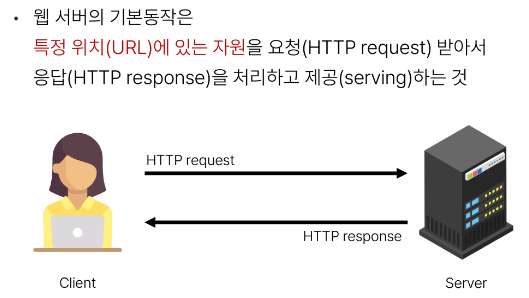 • 웹 서버의 기본동작은
특정 위치(URL)에 있는 자원을 요청(HTTP request) 받아서
응답(HTTP response)을 처리하고 제공(serving)하는 것
HTTP request
HTTP response
Client
Server